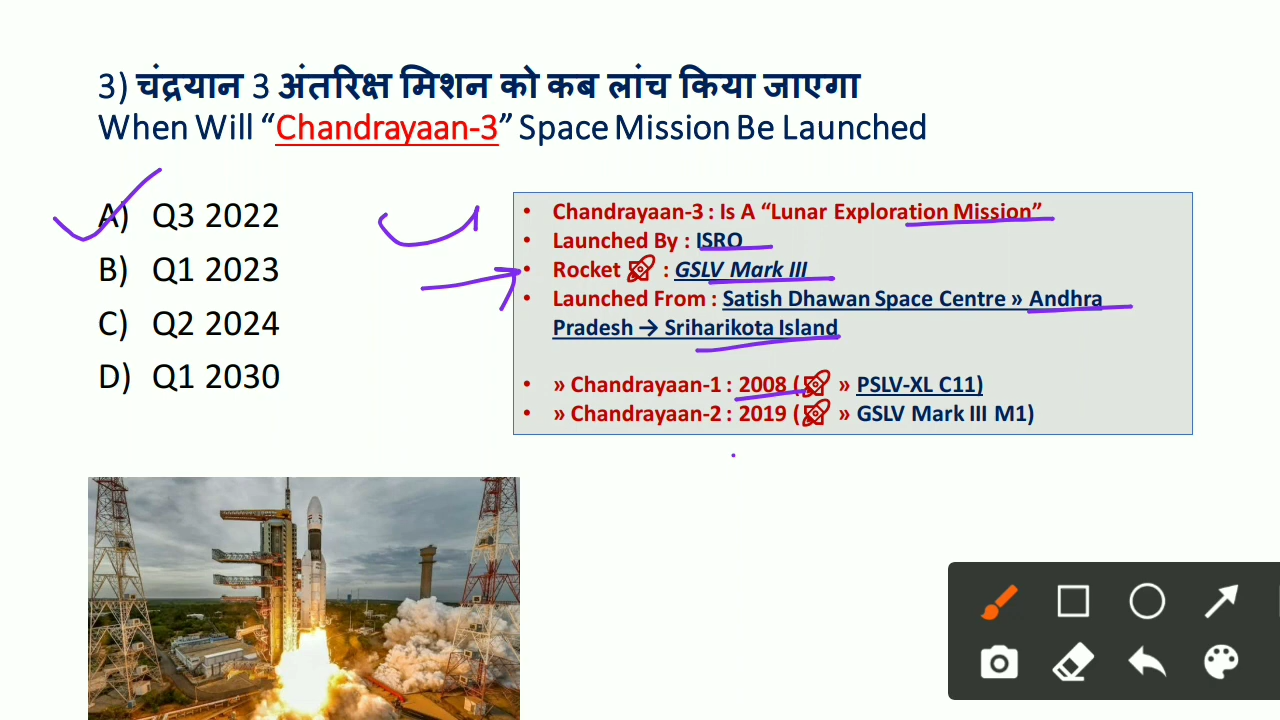 3) चंद्रयान 3 अंतरिक्ष मिशन को कब लांच किया जाएगा
When Will “Chandrayaan-3” Space Mission Be Launched
A) Q3 2022
B) Q1 2023
C) Q2 2024
D) Q1 2030
• Chandrayaan-3 : Is A “Lunar Exploration Mission”
• Launched By : ISRO
• Rocket : GSLV Mark III
• Launched From : Satish Dhawan Space Centre » Andhra
Pradesh → Sriharikota Island
• » Chandrayaan-1 : 2008 ( » PSLV-XL C11)
• » Chandrayaan-2 : 2019 ( » GSLV Mark III M1)